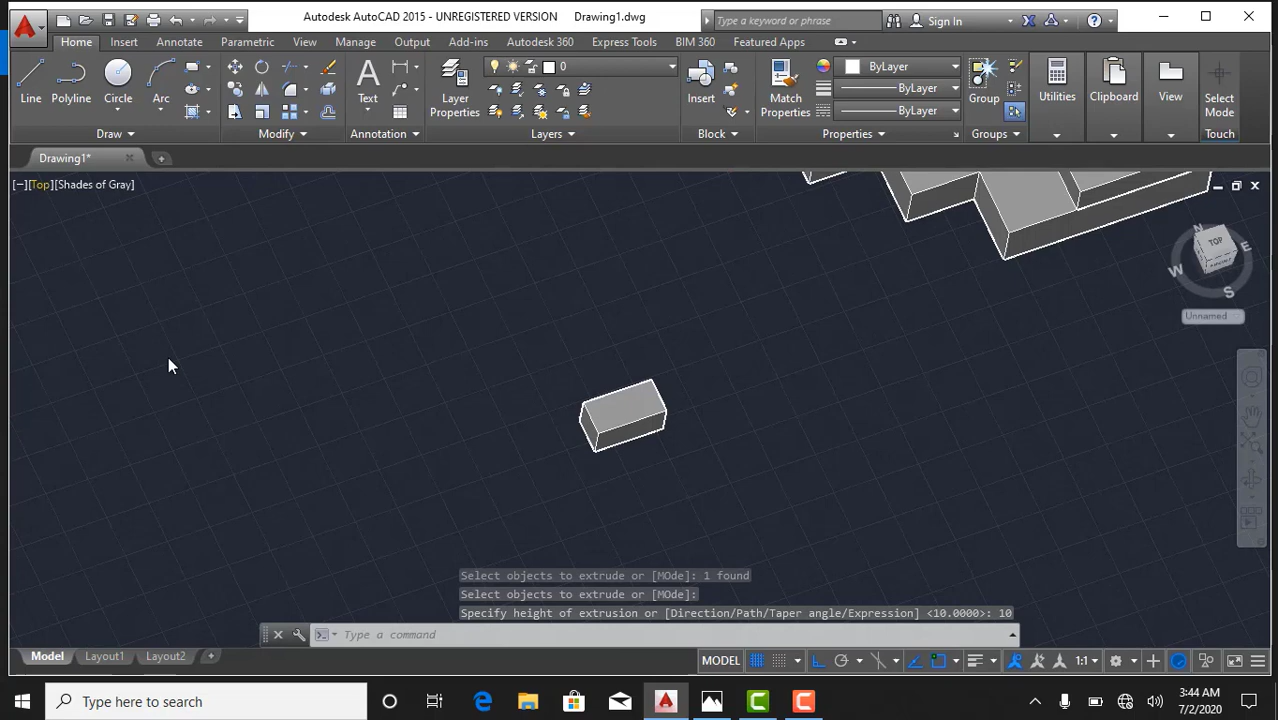 Autodesk AutoCAD 2015 - UNREGISTERED VERSION Drawing1.dwg
Type a keyword or phrase
Sign In
Home Insert Annotate Parametric View Manage Output Add-ins Autodesk 360 Express Tools BIM 360 Featured Apps
0
ByLayer
ByLayer
ByLayer
Line Polyline Circle Arc Text Layer Properties Insert Match Properties Group Utilities Clipboard View Select Mode
Draw Modify Annotation Layers Block Properties Groups Touch
Drawing1*
[−][Top][Shades of Gray]
N
TOP
E
W
S
Unnamed
Select objects to extrude or [MOde]: 1 found
Select objects to extrude or [MOde]:
Specify height of extrusion or [Direction/Path/Taper angle/Expression] <10.0000>: 10
Type a command
Model Layout1 Layout2
MODEL 1:1
Type here to search
3:44 AM
7/2/2020